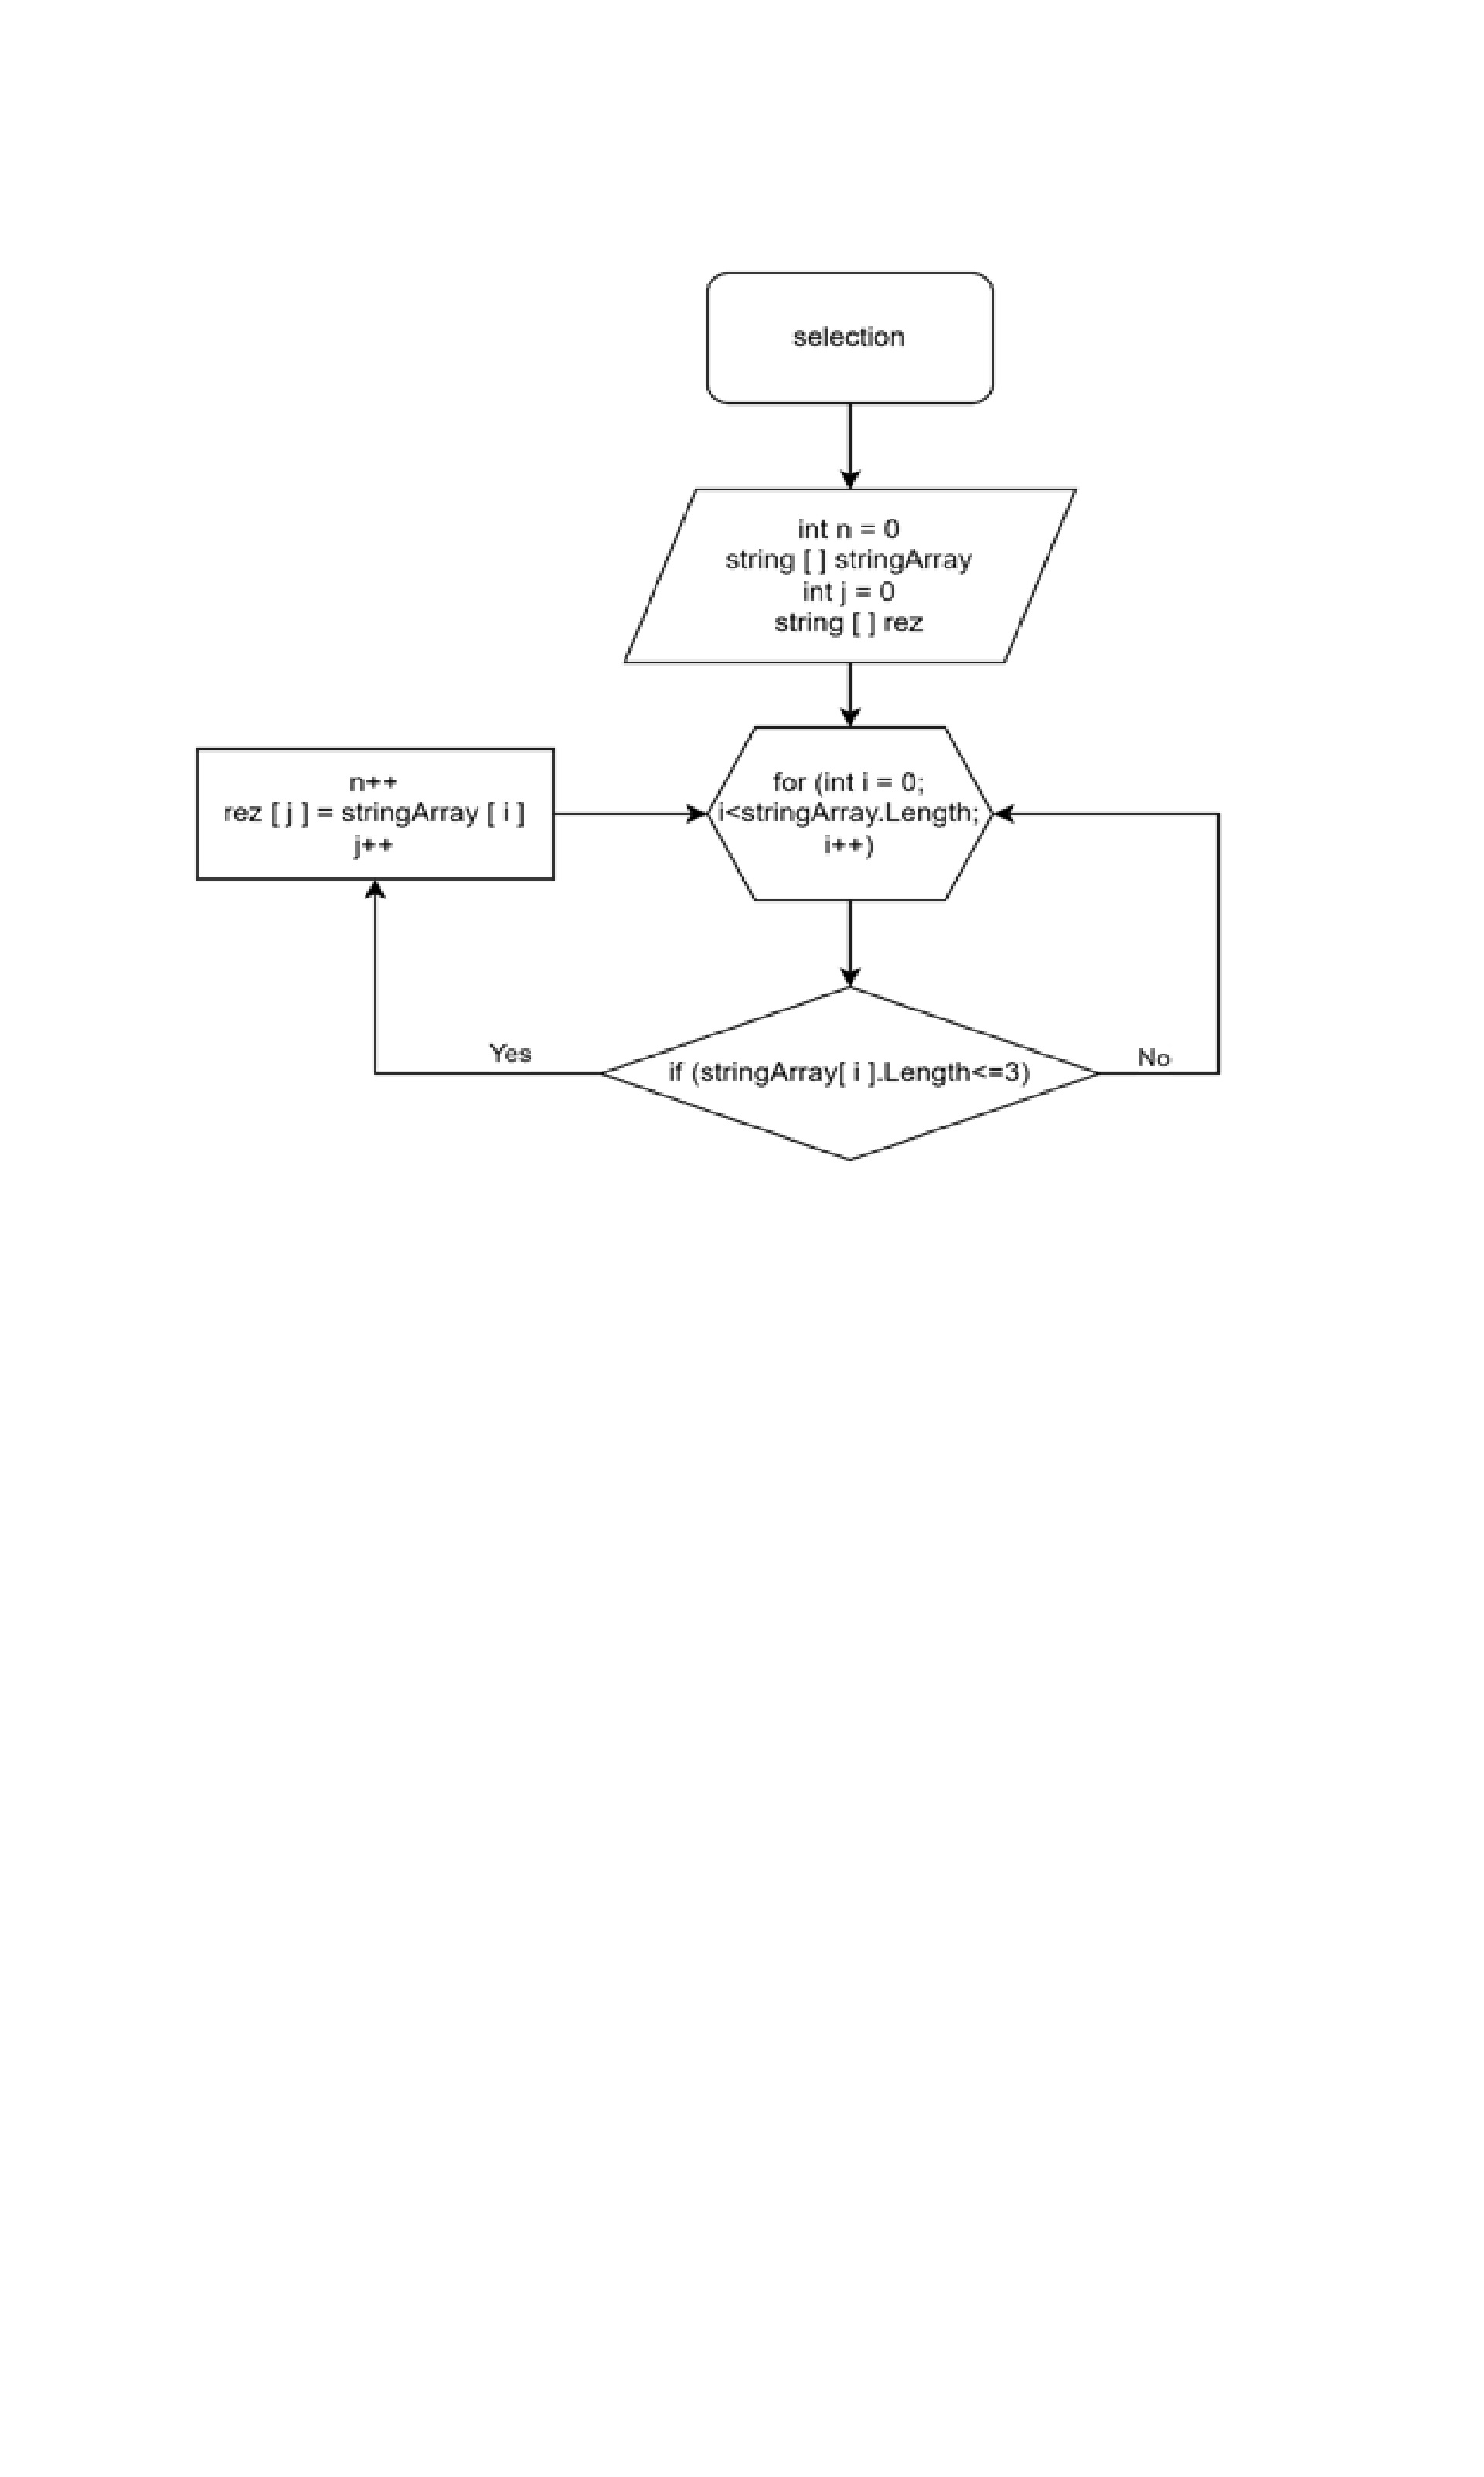 selection
int n = 0
string [ ] stringArray
int j = 0
string [ ] rez
n++
rez [ j ] = stringArray [ i ]
j++
for (int i = 0;
i<stringArray.Length;
i++)
Yes
if (stringArray[ i ].Length<=3)
No